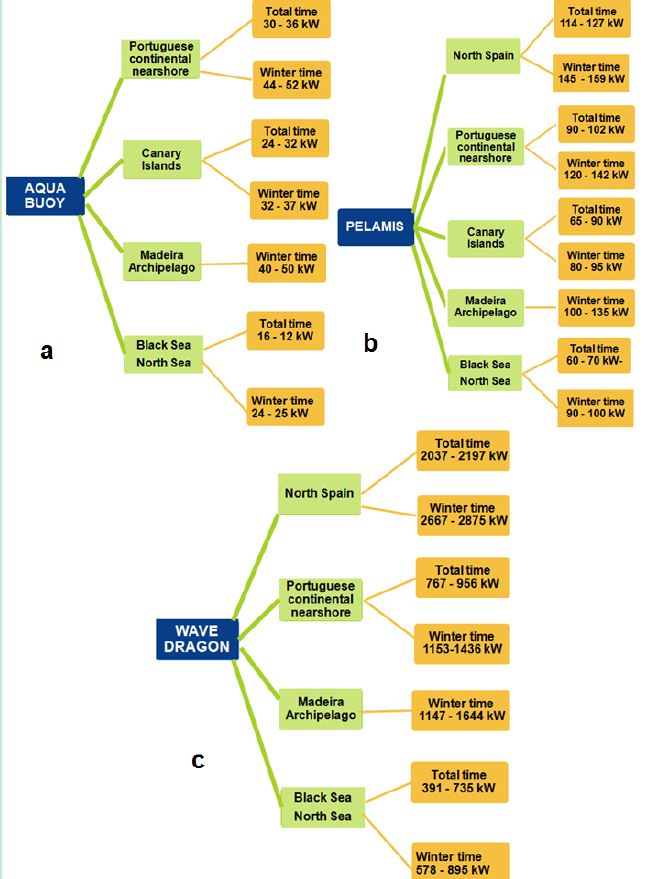 AQUA
BUOY
Portuguese
continental
nearshore
Total time
30 - 36 kW
Winter time
44 - 52 kW
Canary
Islands
Total time
24 - 32 kW
Winter time
32 - 37 kW
Madeira
Archipelago
Winter time
40 - 50 kW
Black Sea
North Sea
Total time
16 - 12 kW
Winter time
24 - 25 kW
a
PELAMIS
North Spain
Total time
114 - 127 kW
Winter time
145 - 159 kW
Portuguese
continental
nearshore
Total time
90 - 102 kW
Winter time
120 - 142 kW
Canary
Islands
Total time
65 - 90 kW
Winter time
80 - 95 kW
Madeira
Archipelago
Winter time
100 - 135 kW
Black Sea
North Sea
Total time
60 - 70 kW-
Winter time
90 - 100 kW
b
WAVE
DRAGON
North Spain
Total time
2037 - 2197 kW
Winter time
2667 - 2875 kW
Portuguese
continental
nearshore
Total time
767 - 956 kW
Winter time
1153-1436 kW
Madeira
Archipelago
Winter time
1147 - 1644 kW
Black Sea
North Sea
Total time
391 - 735 kW
Winter time
578 - 895 kW
c